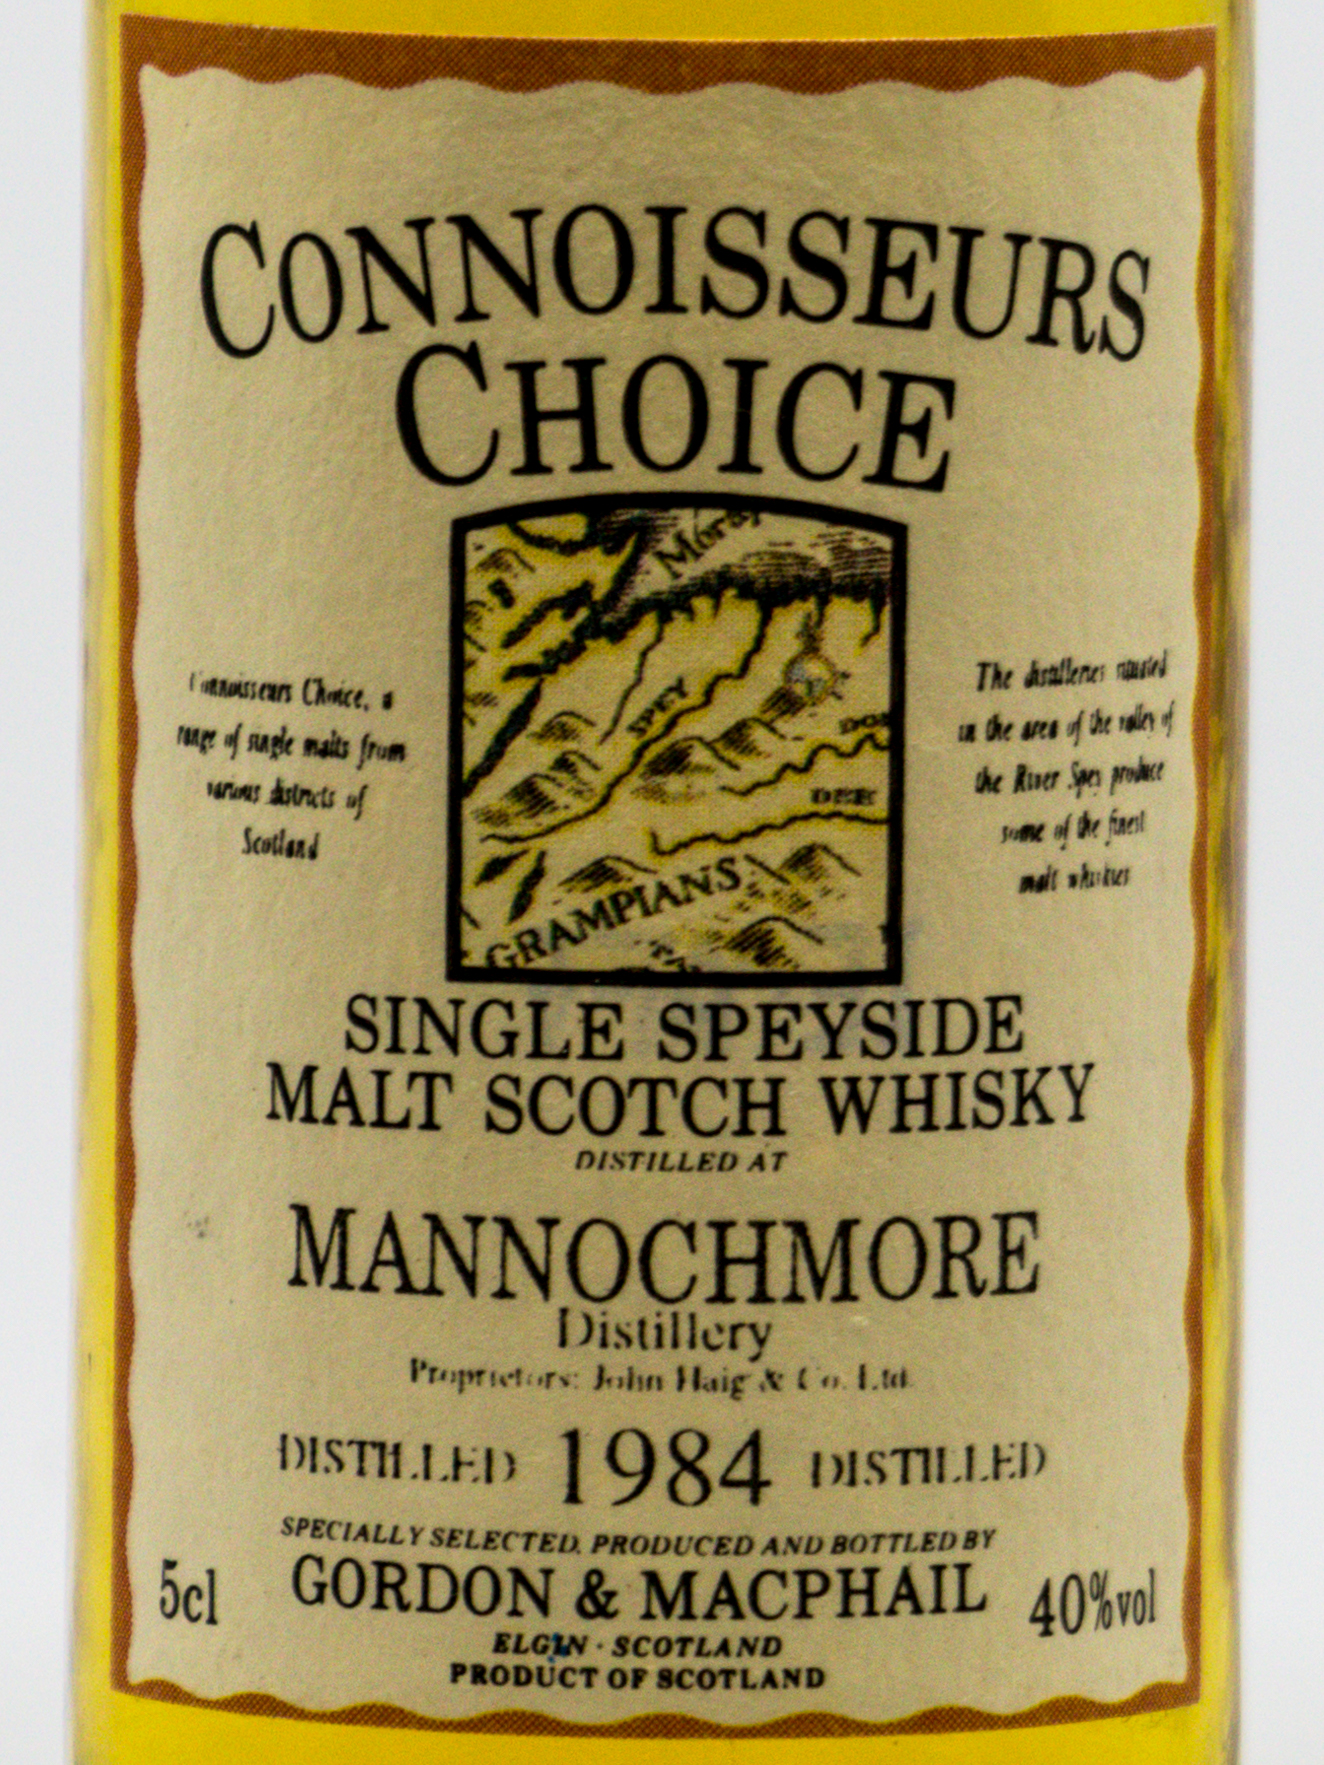 CONNOISSEURS
CHOICE
Moray
SPEY
DEE
GRAMPIANS
Connoisseurs Choice, a
range of single malts from
various districts of
Scotland
The distilleries situated
in the area of the valley of
the River Spey produce
some of the finest
malt whiskies
SINGLE SPEYSIDE
MALT SCOTCH WHISKY
DISTILLED AT
MANNOCHMORE
Distillery
Proprietors: John Haig & Co. Ltd.
DISTILLED 1984 DISTILLED
SPECIALLY SELECTED, PRODUCED AND BOTTLED BY
5cl GORDON & MACPHAIL 40%vol
ELGIN · SCOTLAND
PRODUCT OF SCOTLAND